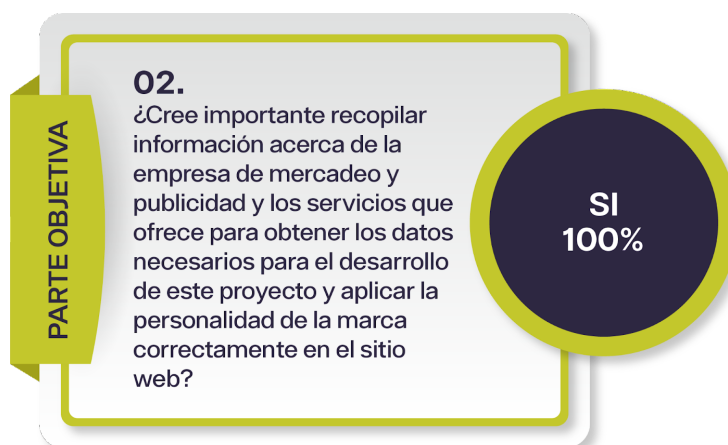 PARTE OBJETIVA
02.
¿Cree importante recopilar
información acerca de la
empresa de mercadeo y
publicidad y los servicios que
ofrece para obtener los datos
necesarios para el desarrollo
de este proyecto y aplicar la
personalidad de la marca
correctamente en el sitio
web?
SI
100%